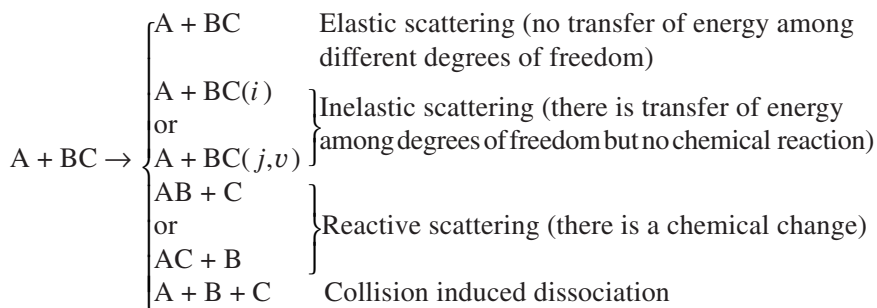 A + BC Elastic scattering (no transfer of energy among
different degrees of freedom)
A + BC(i) Inelastic scattering (there is transfer of energy
or
among degrees of freedom but no chemical reaction)
A + BC → A + BC(j,v)
AB + C
or Reactive scattering (there is a chemical change)
AC + B
A + B + C Collision induced dissociation